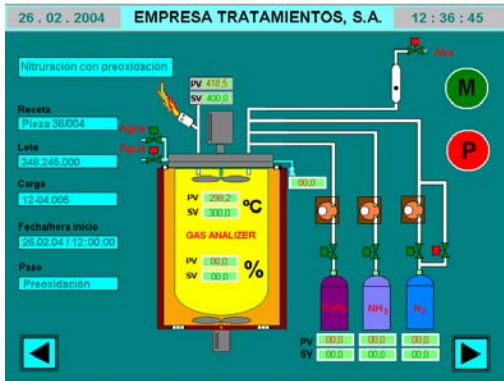 26 . 02 . 2004
EMPRESA TRATAMIENTOS, S.A.
12 : 36 : 45
Nitruración con preoxidación
PV 418,5
SV 400,0
Aire
M
Receta
Pieza 36/004
Agua
Lote
Agua
348.245.000
P
Carga
12-04.005
00,0
PV 298,2
SV 300,0
ºC
Fecha/hora inicio
26.02.04 / 12:00:00
GAS ANALIZER
Paso
Preoxidación
PV 00,0
SV 00,0
%
NH3
N2
PV 00,0 00,0 00,0
SV 00,0 00,0 00,0